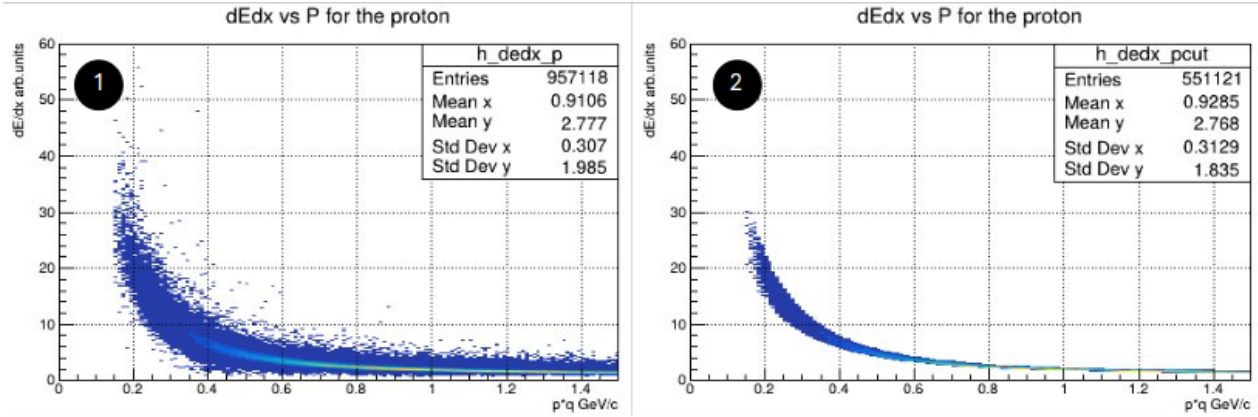 dEdx vs P for the proton
1
dE/dx arb.units
60
50
40
30
20
10
0
h_dedx_p
Entries 957118
Mean x 0.9106
Mean y 2.777
Std Dev x 0.307
Std Dev y 1.985
0 0.2 0.4 0.6 0.8 1 1.2 1.4
p*q GeV/c
dEdx vs P for the proton
2
dE/dx arb.units
60
50
40
30
20
10
0
h_dedx_pcut
Entries 551121
Mean x 0.9285
Mean y 2.768
Std Dev x 0.3129
Std Dev y 1.835
0 0.2 0.4 0.6 0.8 1 1.2 1.4
p*q GeV/c